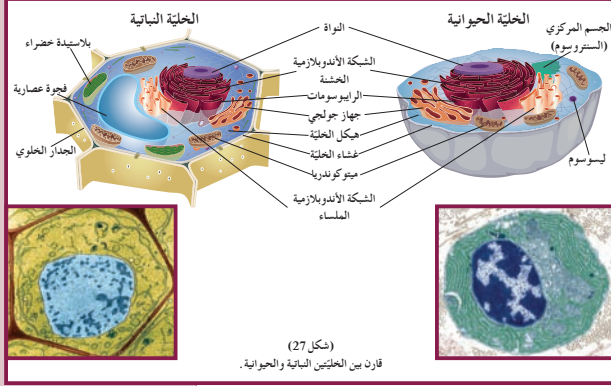 الخليّة الحيوانية
الخليّة النباتية
الجسم المركزي
(السنتروسوم)
النواة
الشبكة الأندوبلازمية
الخشنة
الرايبوسومات
جهاز جولجي
هيكل الخليّة
غشاء الخليّة
ميتوكوندريا
الشبكة الأندوبلازمية
الملساء
ليسوسوم
بلاستيدة خضراء
فجوة عصارية
الجدار الخلوي
(شكل 27)
قارن بين الخليّتين النباتية والحيوانية.